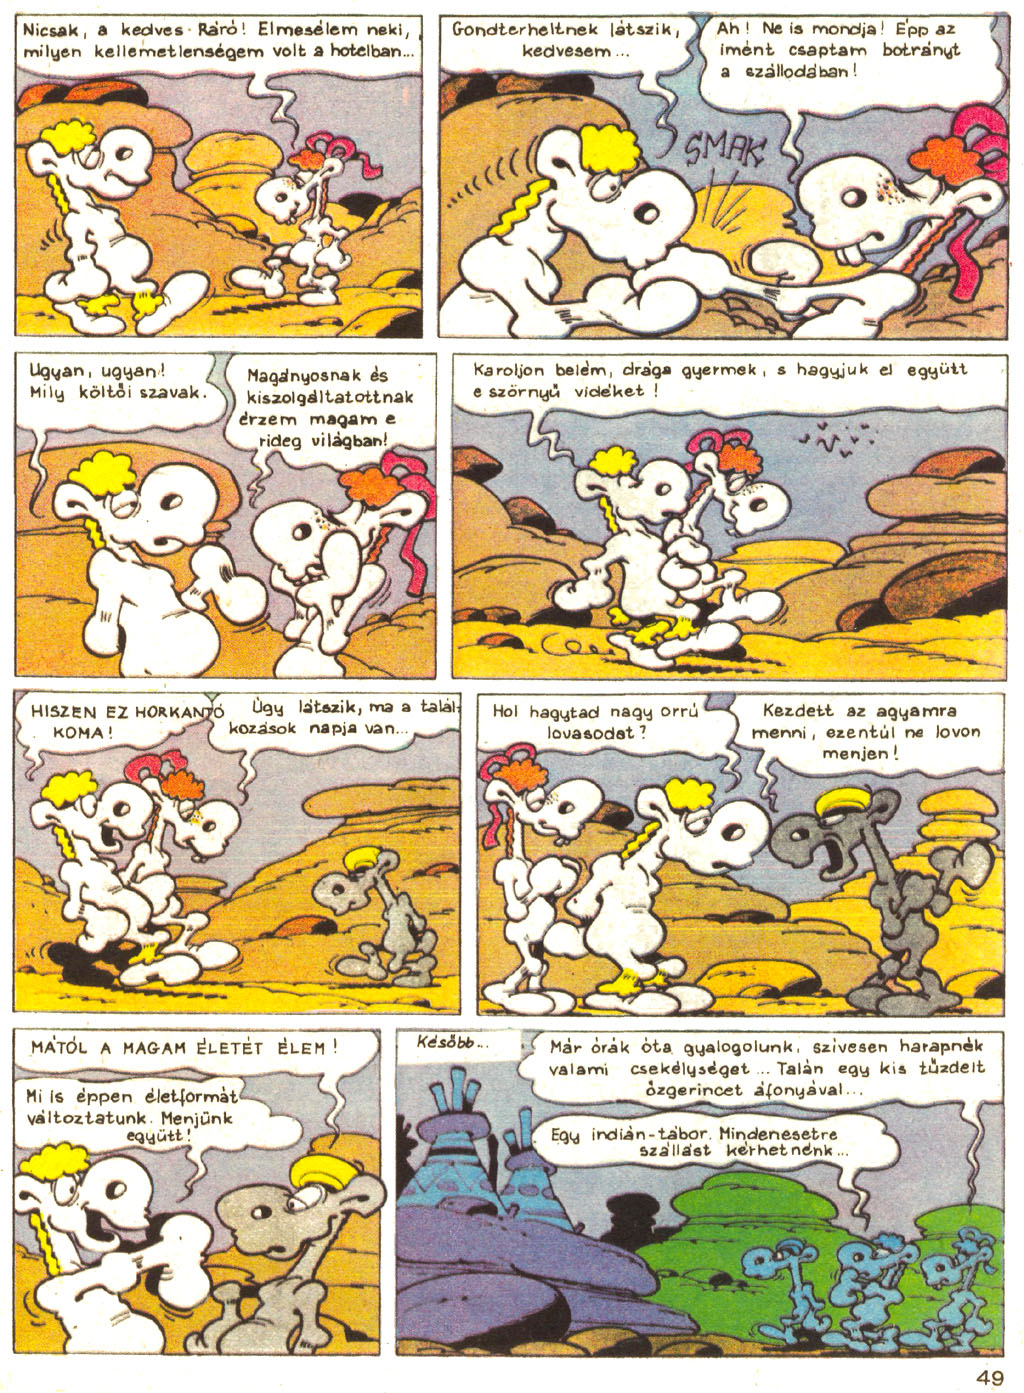 Nicsak, a kedves Ráró! Elmesélem neki,
milyen kellemetlenségem volt a hotelban...
Gondterheltnek látszik,
kedvesem...
Ah! Ne is mondja! Épp az
imént csaptam botrányt
a szállodában!
SMAK
Ugyan, ugyan!
Mily költői szavak.
Magányosnak és
kiszolgáltatottnak
érzem magam e
rideg világban!
Karoljon belém, drága gyermek, s hagyjuk el együtt
e szörnyű vidéket!
HISZEN EZ HORKANTÓ
KOMA!
Úgy látszik, ma a talál-
kozások napja van...
Hol hagytad nagy orrú
lovasodat?
Kezdett az agyamra
menni, ezentúl ne lovon
menjen!
MÁTÓL A MAGAM ÉLETÉT ÉLEM!
Mi is éppen életformát
változtatunk. Menjünk
együtt!
Később...
Már órák óta gyalogolunk, szívesen harapnék
valami csekélységet... Talán egy kis tűzdelt
őzgerincet áfonyával...
Egy indián-tábor. Mindenesetre
szállást kérhetnénk...
49